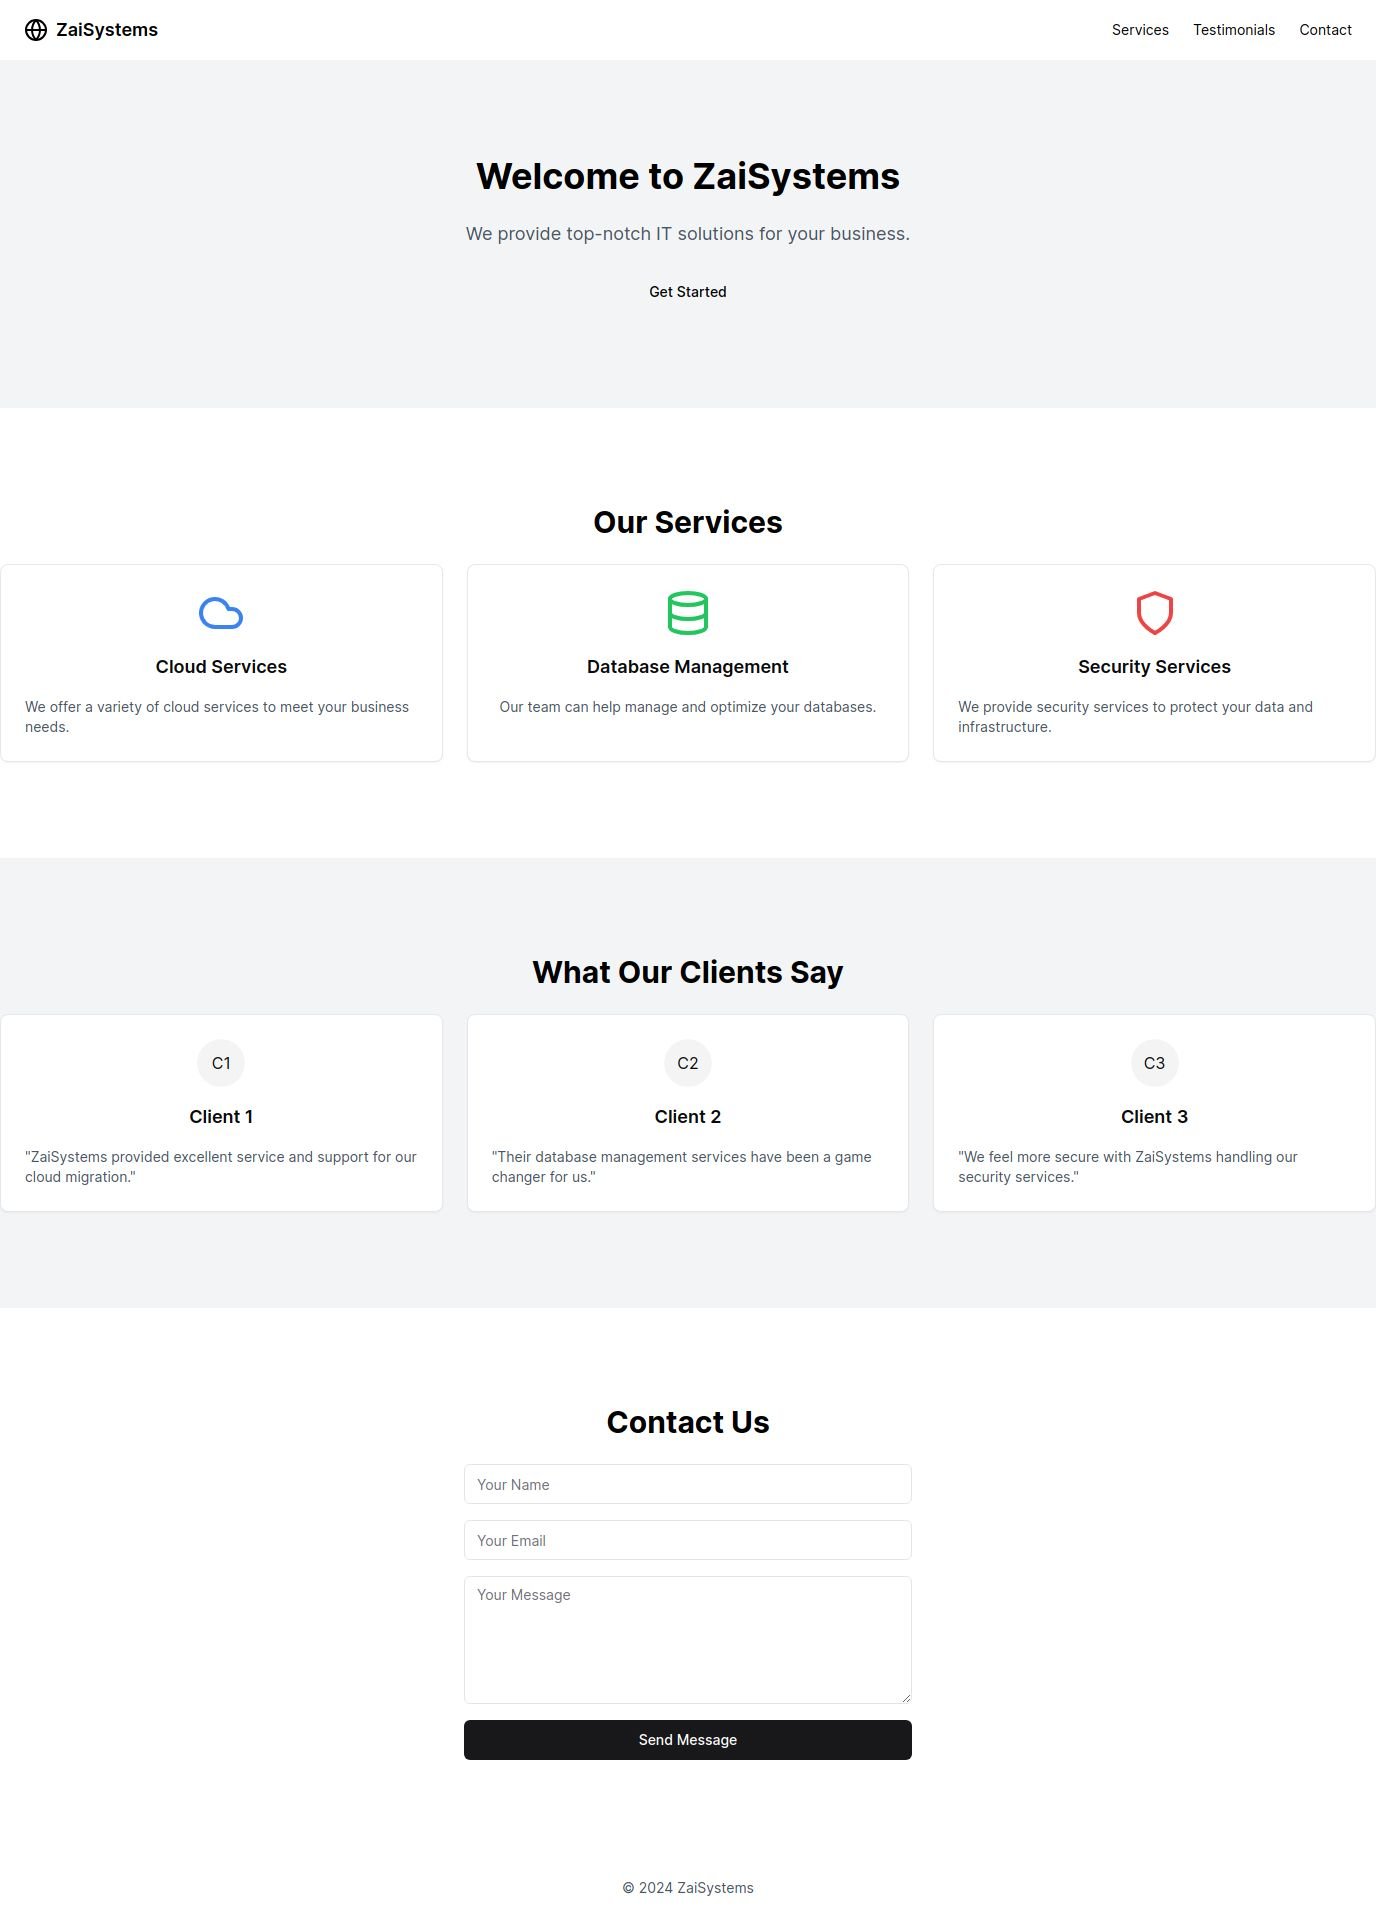 ZaiSystems
Services Testimonials Contact
Welcome to ZaiSystems
We provide top-notch IT solutions for your business.
Get Started
Our Services
Cloud Services
We offer a variety of cloud services to meet your business
needs.
Database Management
Our team can help manage and optimize your databases.
Security Services
We provide security services to protect your data and
infrastructure.
What Our Clients Say
C1
Client 1
"ZaiSystems provided excellent service and support for our
cloud migration."
C2
Client 2
"Their database management services have been a game
changer for us."
C3
Client 3
"We feel more secure with ZaiSystems handling our
security services."
Contact Us
Your Name
Your Email
Your Message
Send Message
© 2024 ZaiSystems